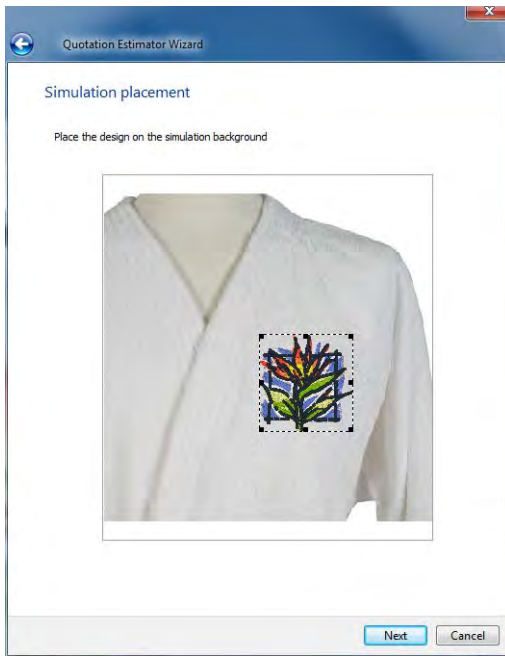 Quotation Estimator Wizard
Simulation placement
Place the design on the simulation background
Next
Cancel